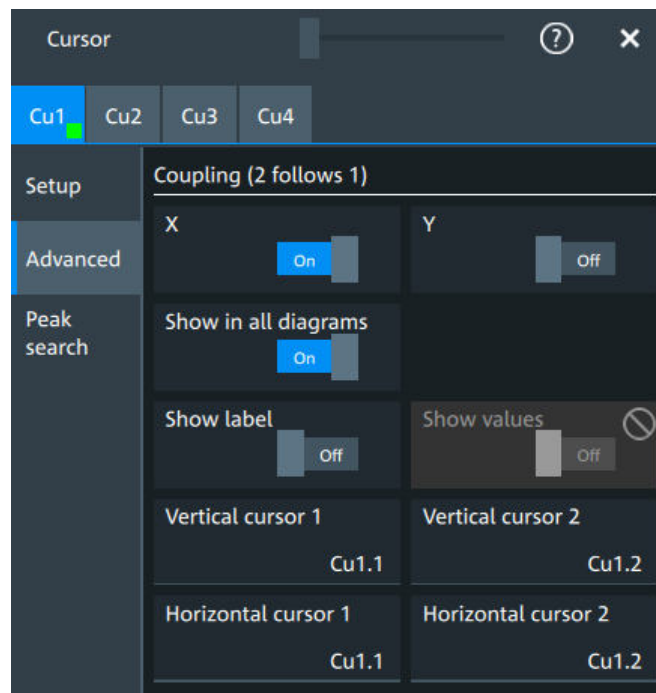 Cursor
?
Cu1 Cu2 Cu3 Cu4
Setup
Advanced
Peak
search
Coupling (2 follows 1)
X
On
Y
Off
Show in all diagrams
On
Show label
Off
Show values
Off
Vertical cursor 1
Cu1.1
Vertical cursor 2
Cu1.2
Horizontal cursor 1
Cu1.1
Horizontal cursor 2
Cu1.2